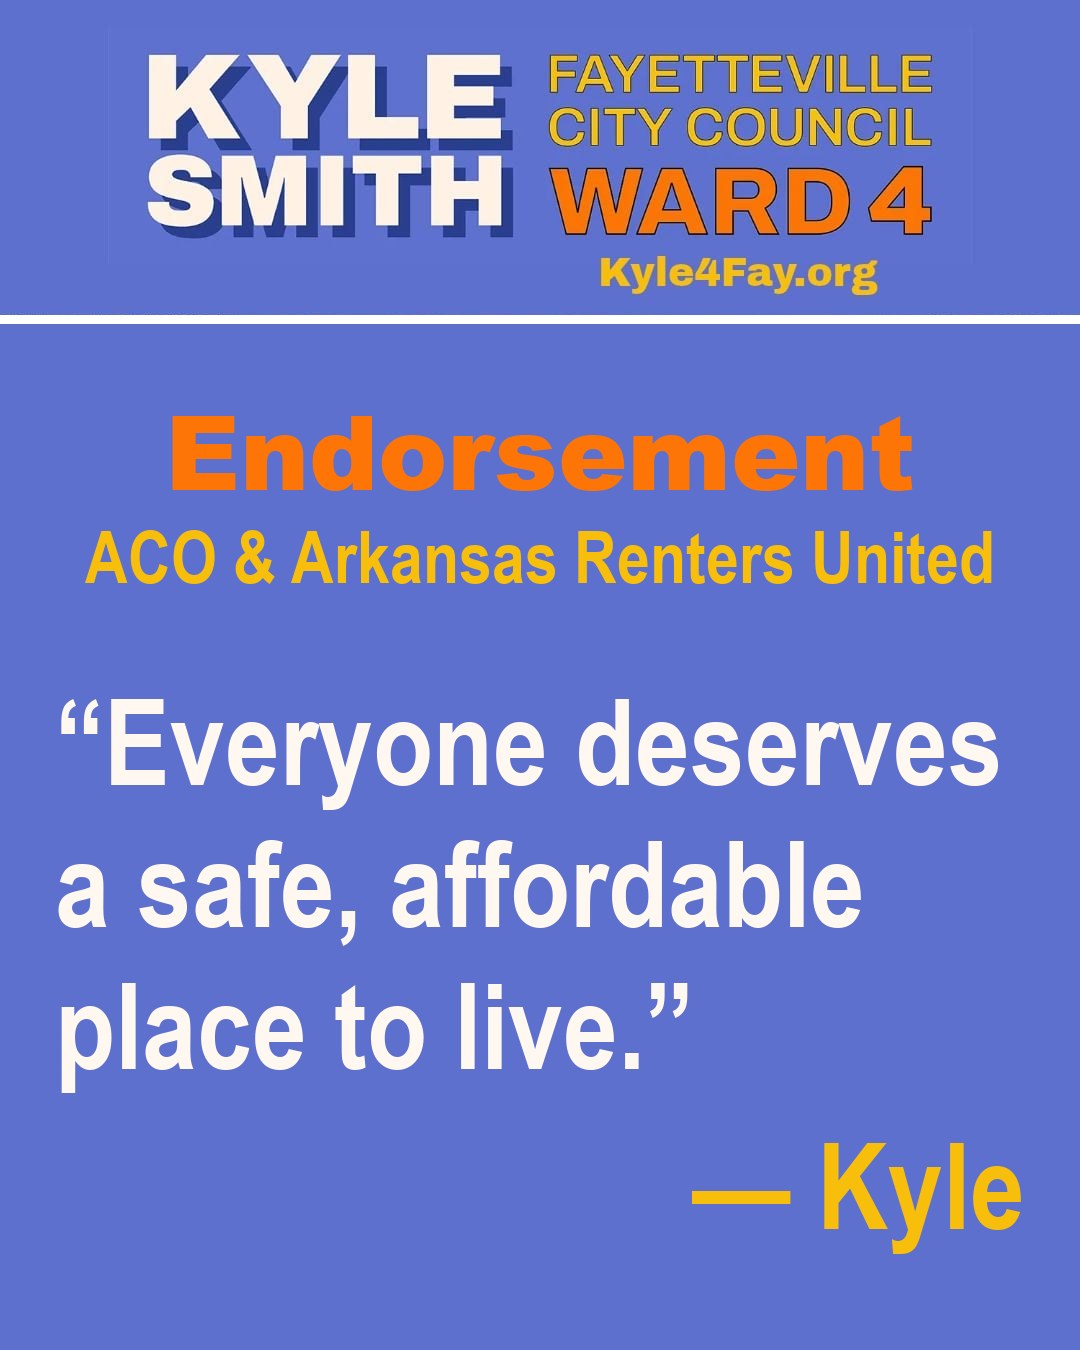 KYLE
SMITH
FAYETTEVILLE
CITY COUNCIL
WARD 4
Kyle4Fay.org
Endorsement
ACO & Arkansas Renters United
“Everyone deserves
a safe, affordable
place to live.”
— Kyle